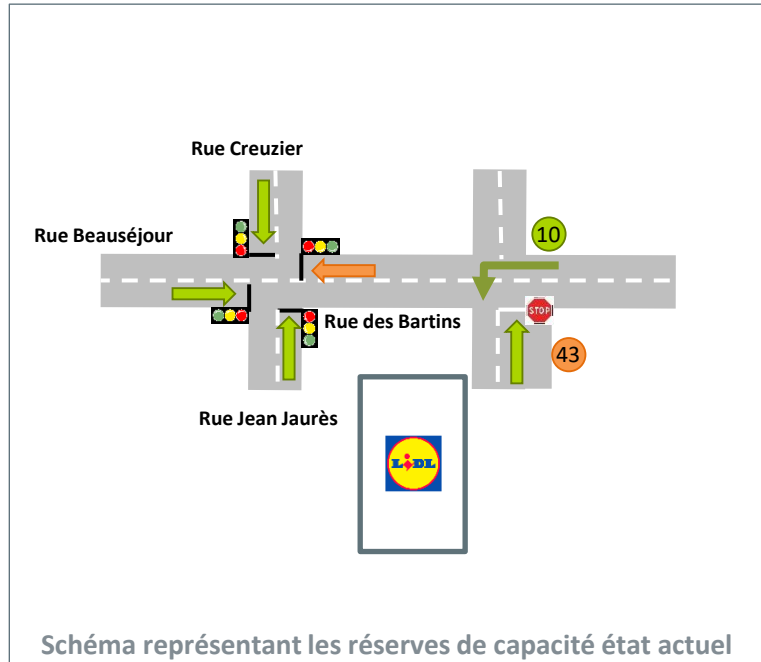 Rue Creuzier
Rue Beauséjour
10
STOP
Rue des Bartins
43
Rue Jean Jaurès
LiDL
Schéma représentant les réserves de capacité état actuel